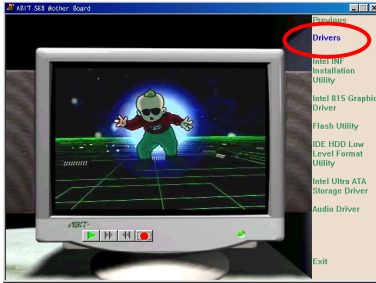 ABIT SE8 Mother Board
Previous
Drivers
Intel INF
Installation
Utility
Intel 815 Graphic
Driver
Flash Utility
IDE HDD Low
Level Format
Utility
Intel Ultra ATA
Storage Driver
Audio Driver
ABIT
Exit